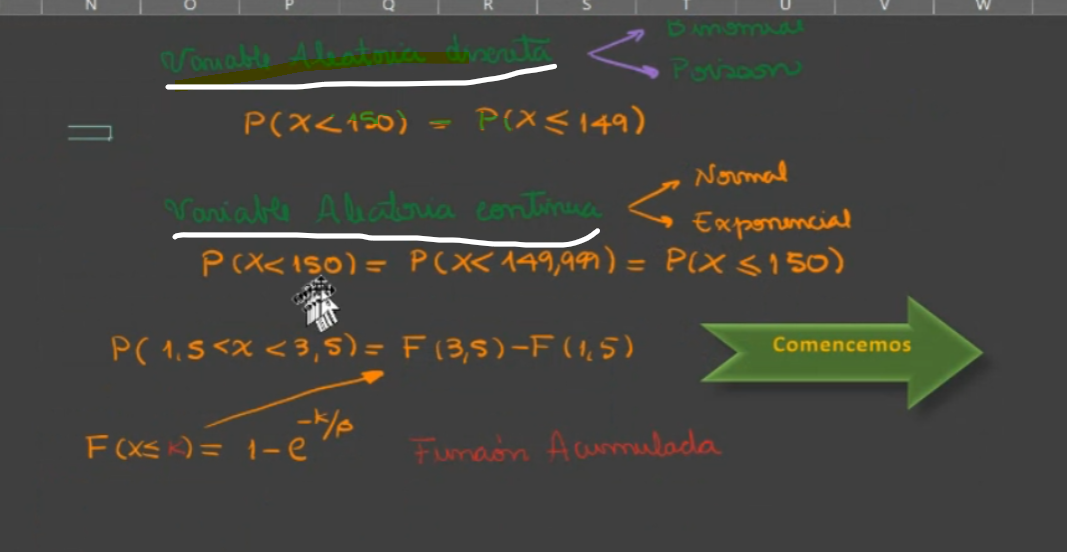 N O P Q R S T U V W
Variable Aleatoria discreta
Binomial
Poisson
P(X<150) = P(X≤149)
Variable Aleatoria continua
Normal
Exponencial
P(X<150) = P(X<149,999) = P(X≤150)
P(1,5<x<3,5) = F(3,5)-F(1,5)
Comencemos
F(x≤k) = 1-e^-k/β
Función Acumulada